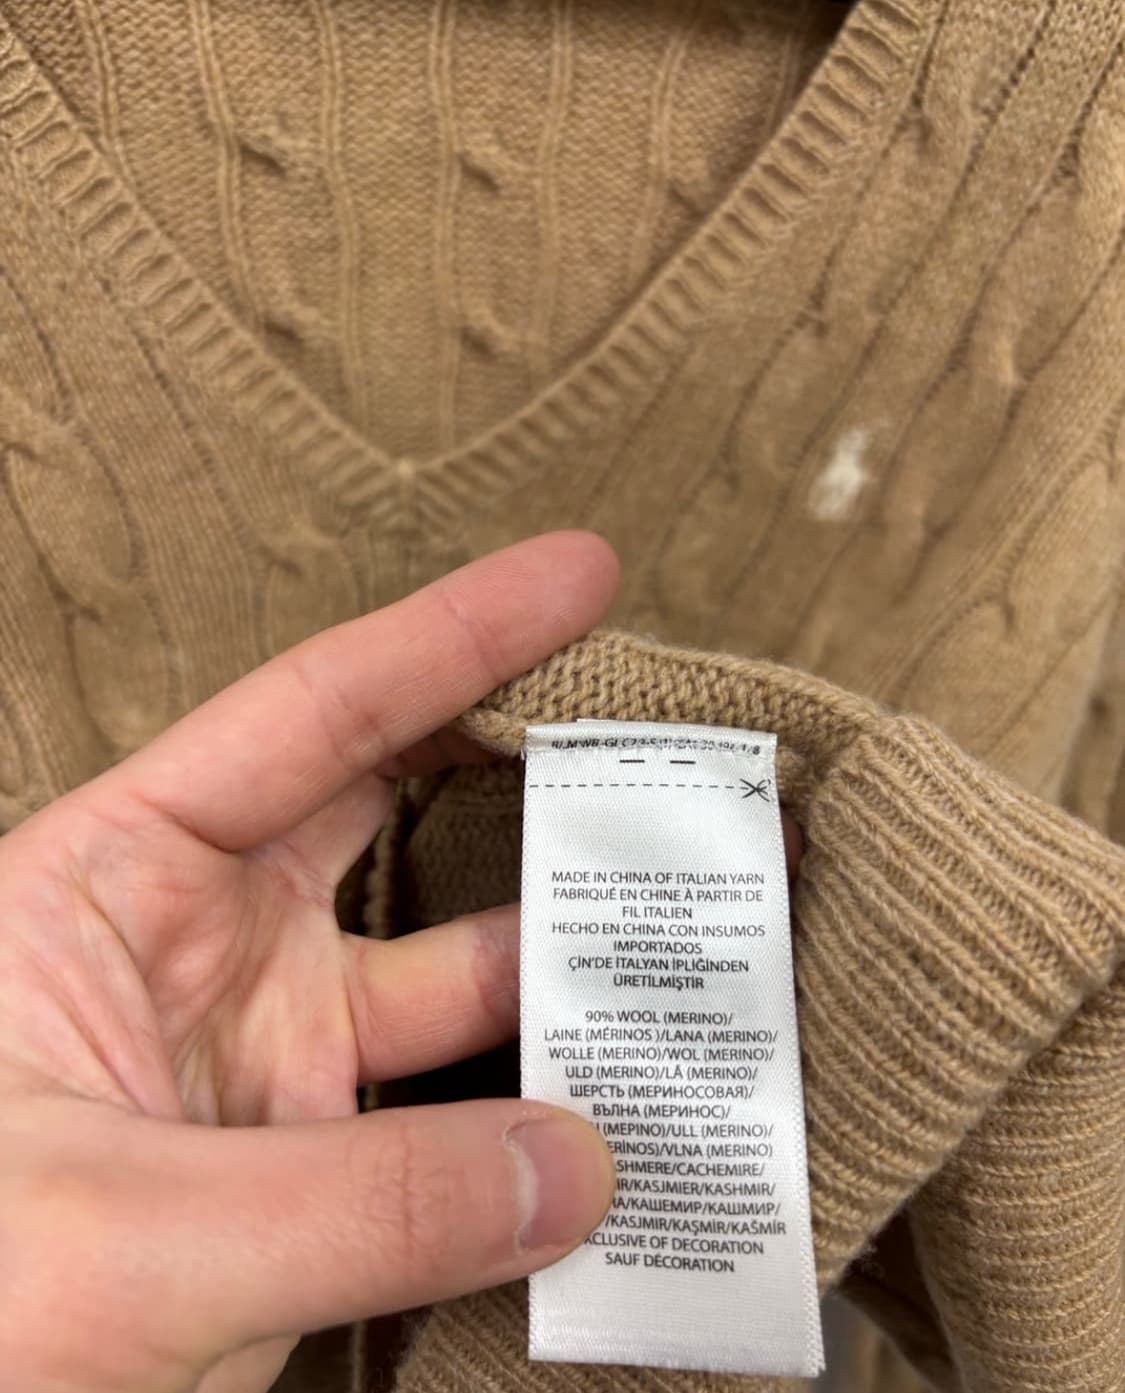 MADE IN CHINA OF ITALIAN YARN
FABRIQUÉ EN CHINE À PARTIR DE
FIL ITALIEN
HECHO EN CHINA CON INSUMOS
IMPORTADOS
ÇİN'DE İTALYAN İPLİĞİNDEN
ÜRETİLMİŞTİR
90% WOOL (MERINO)/
LAINE (MÉRINOS )/LANA (MERINO)/
WOLLE (MERINO)/WOL (MERINO)/
ULD (MERINO)/LÃ (MERINO)/
ШЕРСТЬ (МЕРИНОСОВАЯ)/
ВЪЛНА (МЕРИНОС)/
(ΜΕΡΙΝΟ)/ULL (MERINO)/
VLNA (MERINO)
CACHEMIRE/
KASJMIER/KASHMIR/
КАШЕМИР/КАШМИР/
/KASJMIR/KAŞMİR/KAŠMÍR
OF DECORATION
SAUF DÉCORATION